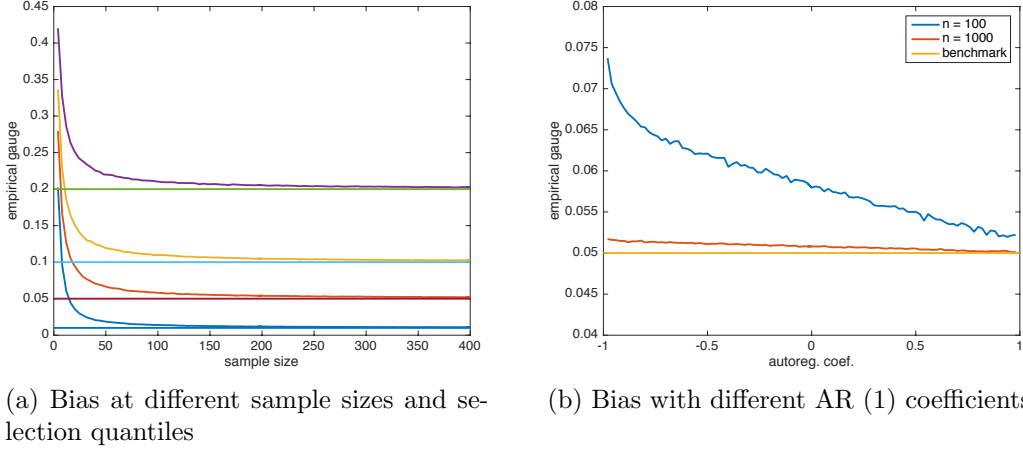 0.45
0.4
0.35
0.3
0.25
0.2
0.15
0.1
0.05
0
empirical gauge
0 50 100 150 200 250 300 350 400
sample size
(a) Bias at different sample sizes and se-
lection quantiles
0.08
0.075
0.07
0.065
0.06
0.055
0.05
0.045
0.04
empirical gauge
n = 100
n = 1000
benchmark
-1 -0.5 0 0.5 1
autoreg. coef.
(b) Bias with different AR (1) coefficients